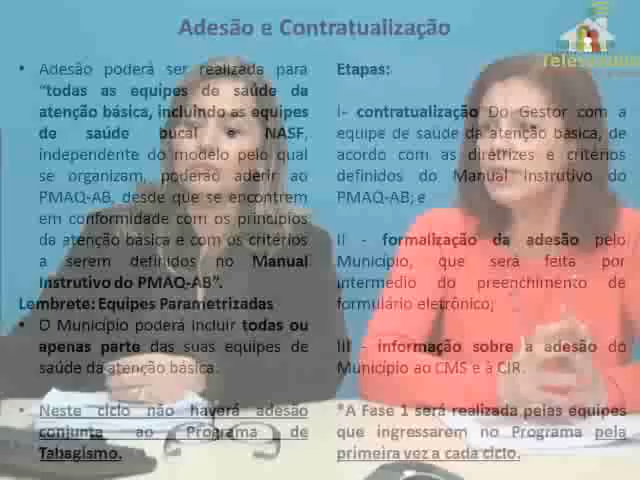 Adesão e Contratualização
• Adesão poderá ser realizada para
"todas as equipes de saúde da
atenção básica, incluindo as equipes
de saúde bucal NASF,
independente do modelo pelo qual
se organizam, poderão aderir ao
PMAQ-AB, desde que se encontrem
em conformidade com os princípios
da atenção básica e com os critérios
a serem definidos no Manual
Instrutivo do PMAQ-AB".
Lembrete: Equipes Parametrizadas
• O Município poderá incluir todas ou
apenas parte das suas equipes de
saúde da atenção básica.
• Neste ciclo não haverá adesão
conjunta ao Programa de
Tabagismo.
Etapas:
I- contratualização Do Gestor com a
equipe de saúde da atenção básica, de
acordo com as diretrizes e critérios
definidos do Manual Instrutivo do
PMAQ-AB; e
II - formalização da adesão pelo
Município, que será feita por
intermedio do preenchimento de
formulário eletrônico;
III - informação sobre a adesão do
Município ao CMS e à CIR.
*A Fase 1 será realizada pelas equipes
que ingressarem no Programa pela
primeira vez a cada ciclo.